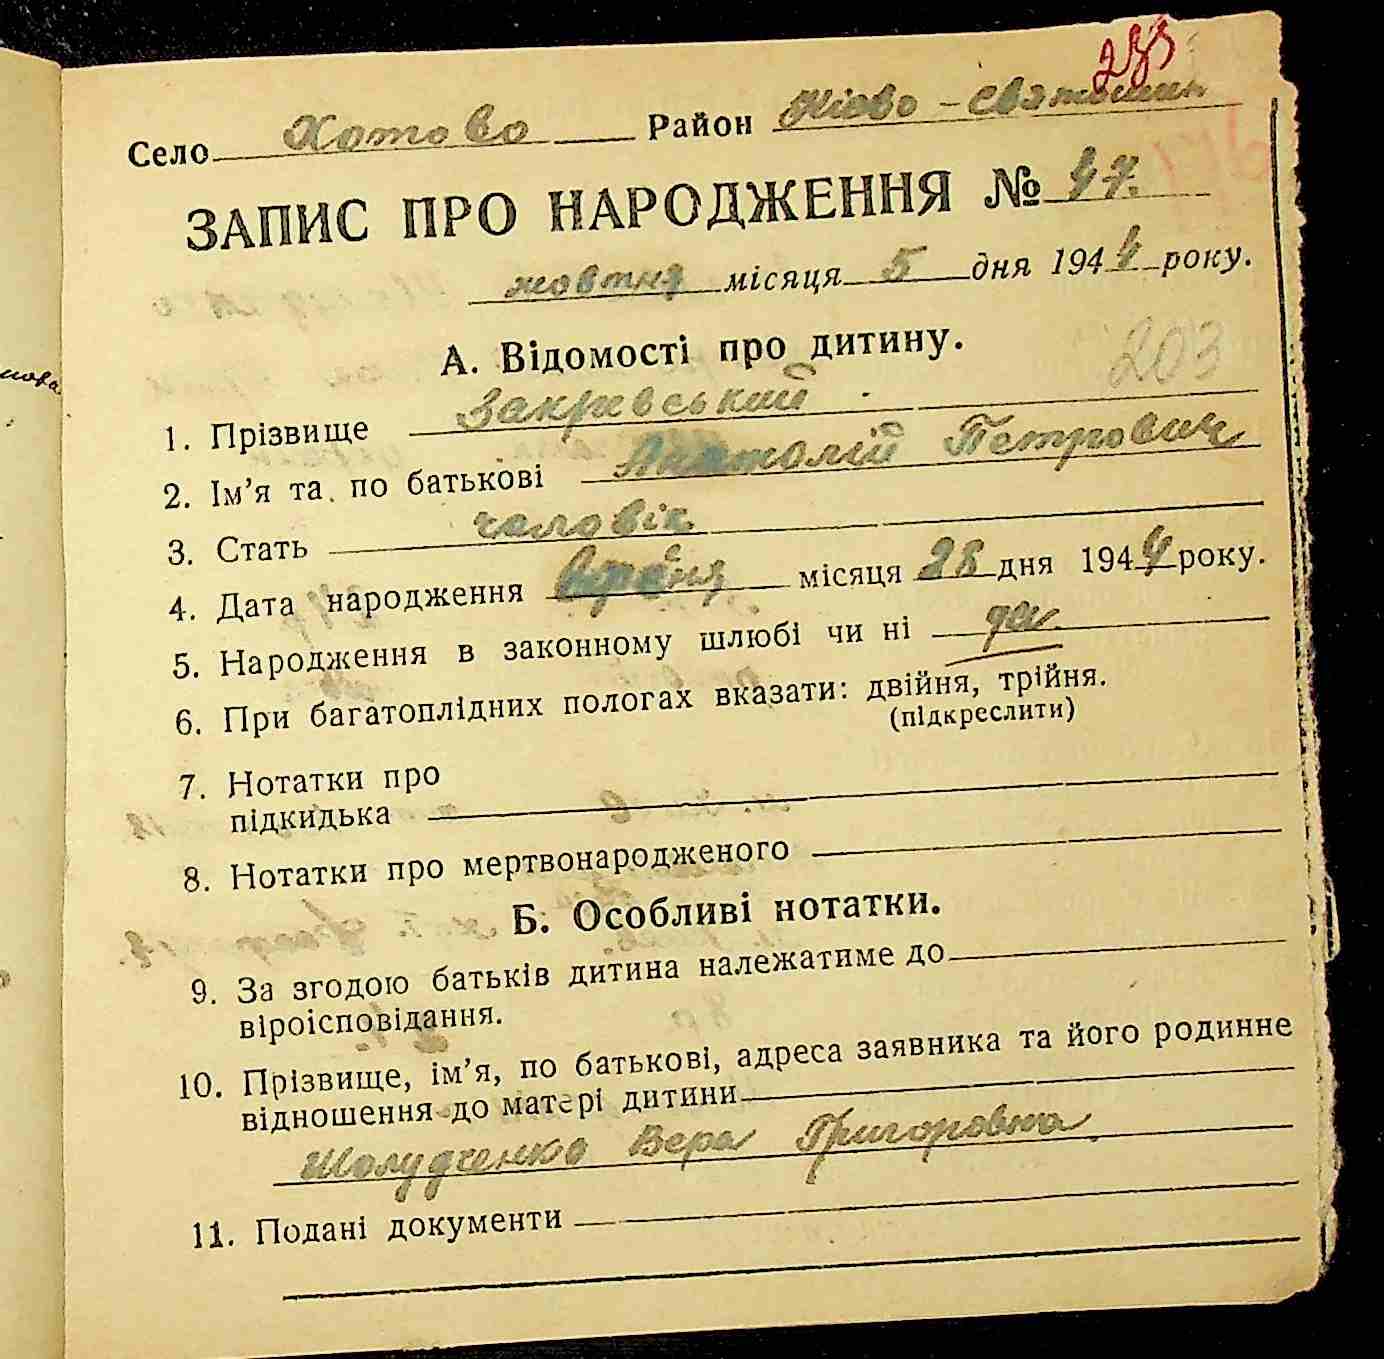 233
Село Хотово Район Кієво-Святошин
ЗАПИС ПРО НАРОДЖЕННЯ № 47.
жовтня місяця 5 дня 1944 року.
А. Відомості про дитину.
203
1. Прізвище Закревський
2. Ім'я та по батькові Анатолій Петрович
3. Стать чоловік
4. Дата народження місяця 28 дня 1944 року.
5. Народження в законному шлюбі чи ні да
6. При багатоплідних пологах вказати: двійня, трійня.
(підкреслити)
7. Нотатки про
підкидька
8. Нотатки про мертвонародженого
Б. Особливі нотатки.
9. За згодою батьків дитина належатиме до
віроісповідання.
10. Прізвище, ім'я, по батькові, адреса заявника та його родинне
відношення до матері дитини
Шолудченко Вера Григоровна
11. Подані документи